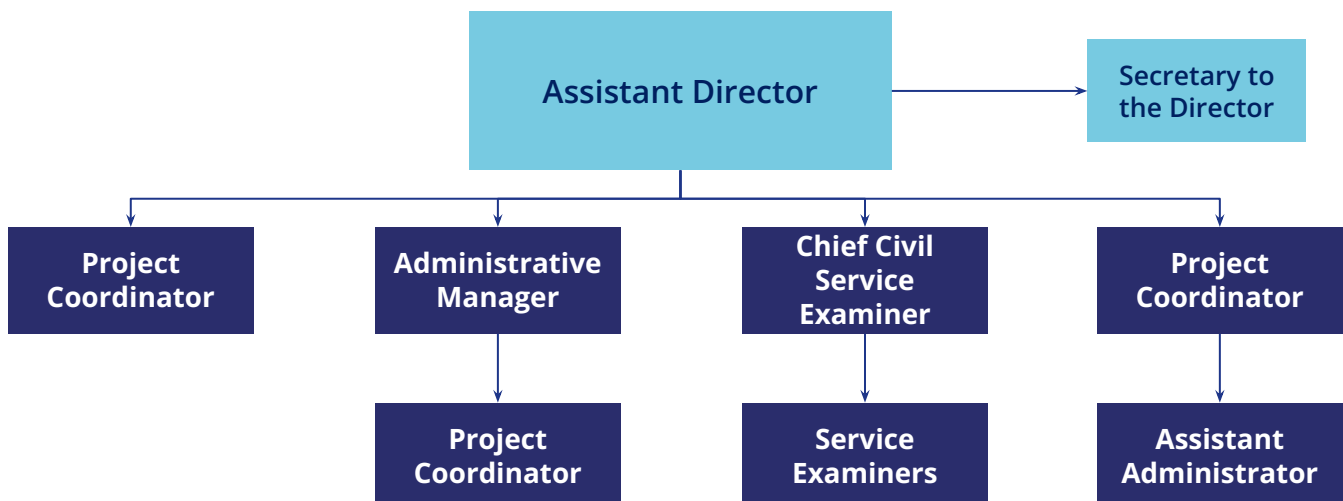 Assistant Director
Secretary to
the Director
Project
Coordinator
Administrative
Manager
Chief Civil
Service
Examiner
Project
Coordinator
Project
Coordinator
Service
Examiners
Assistant
Administrator